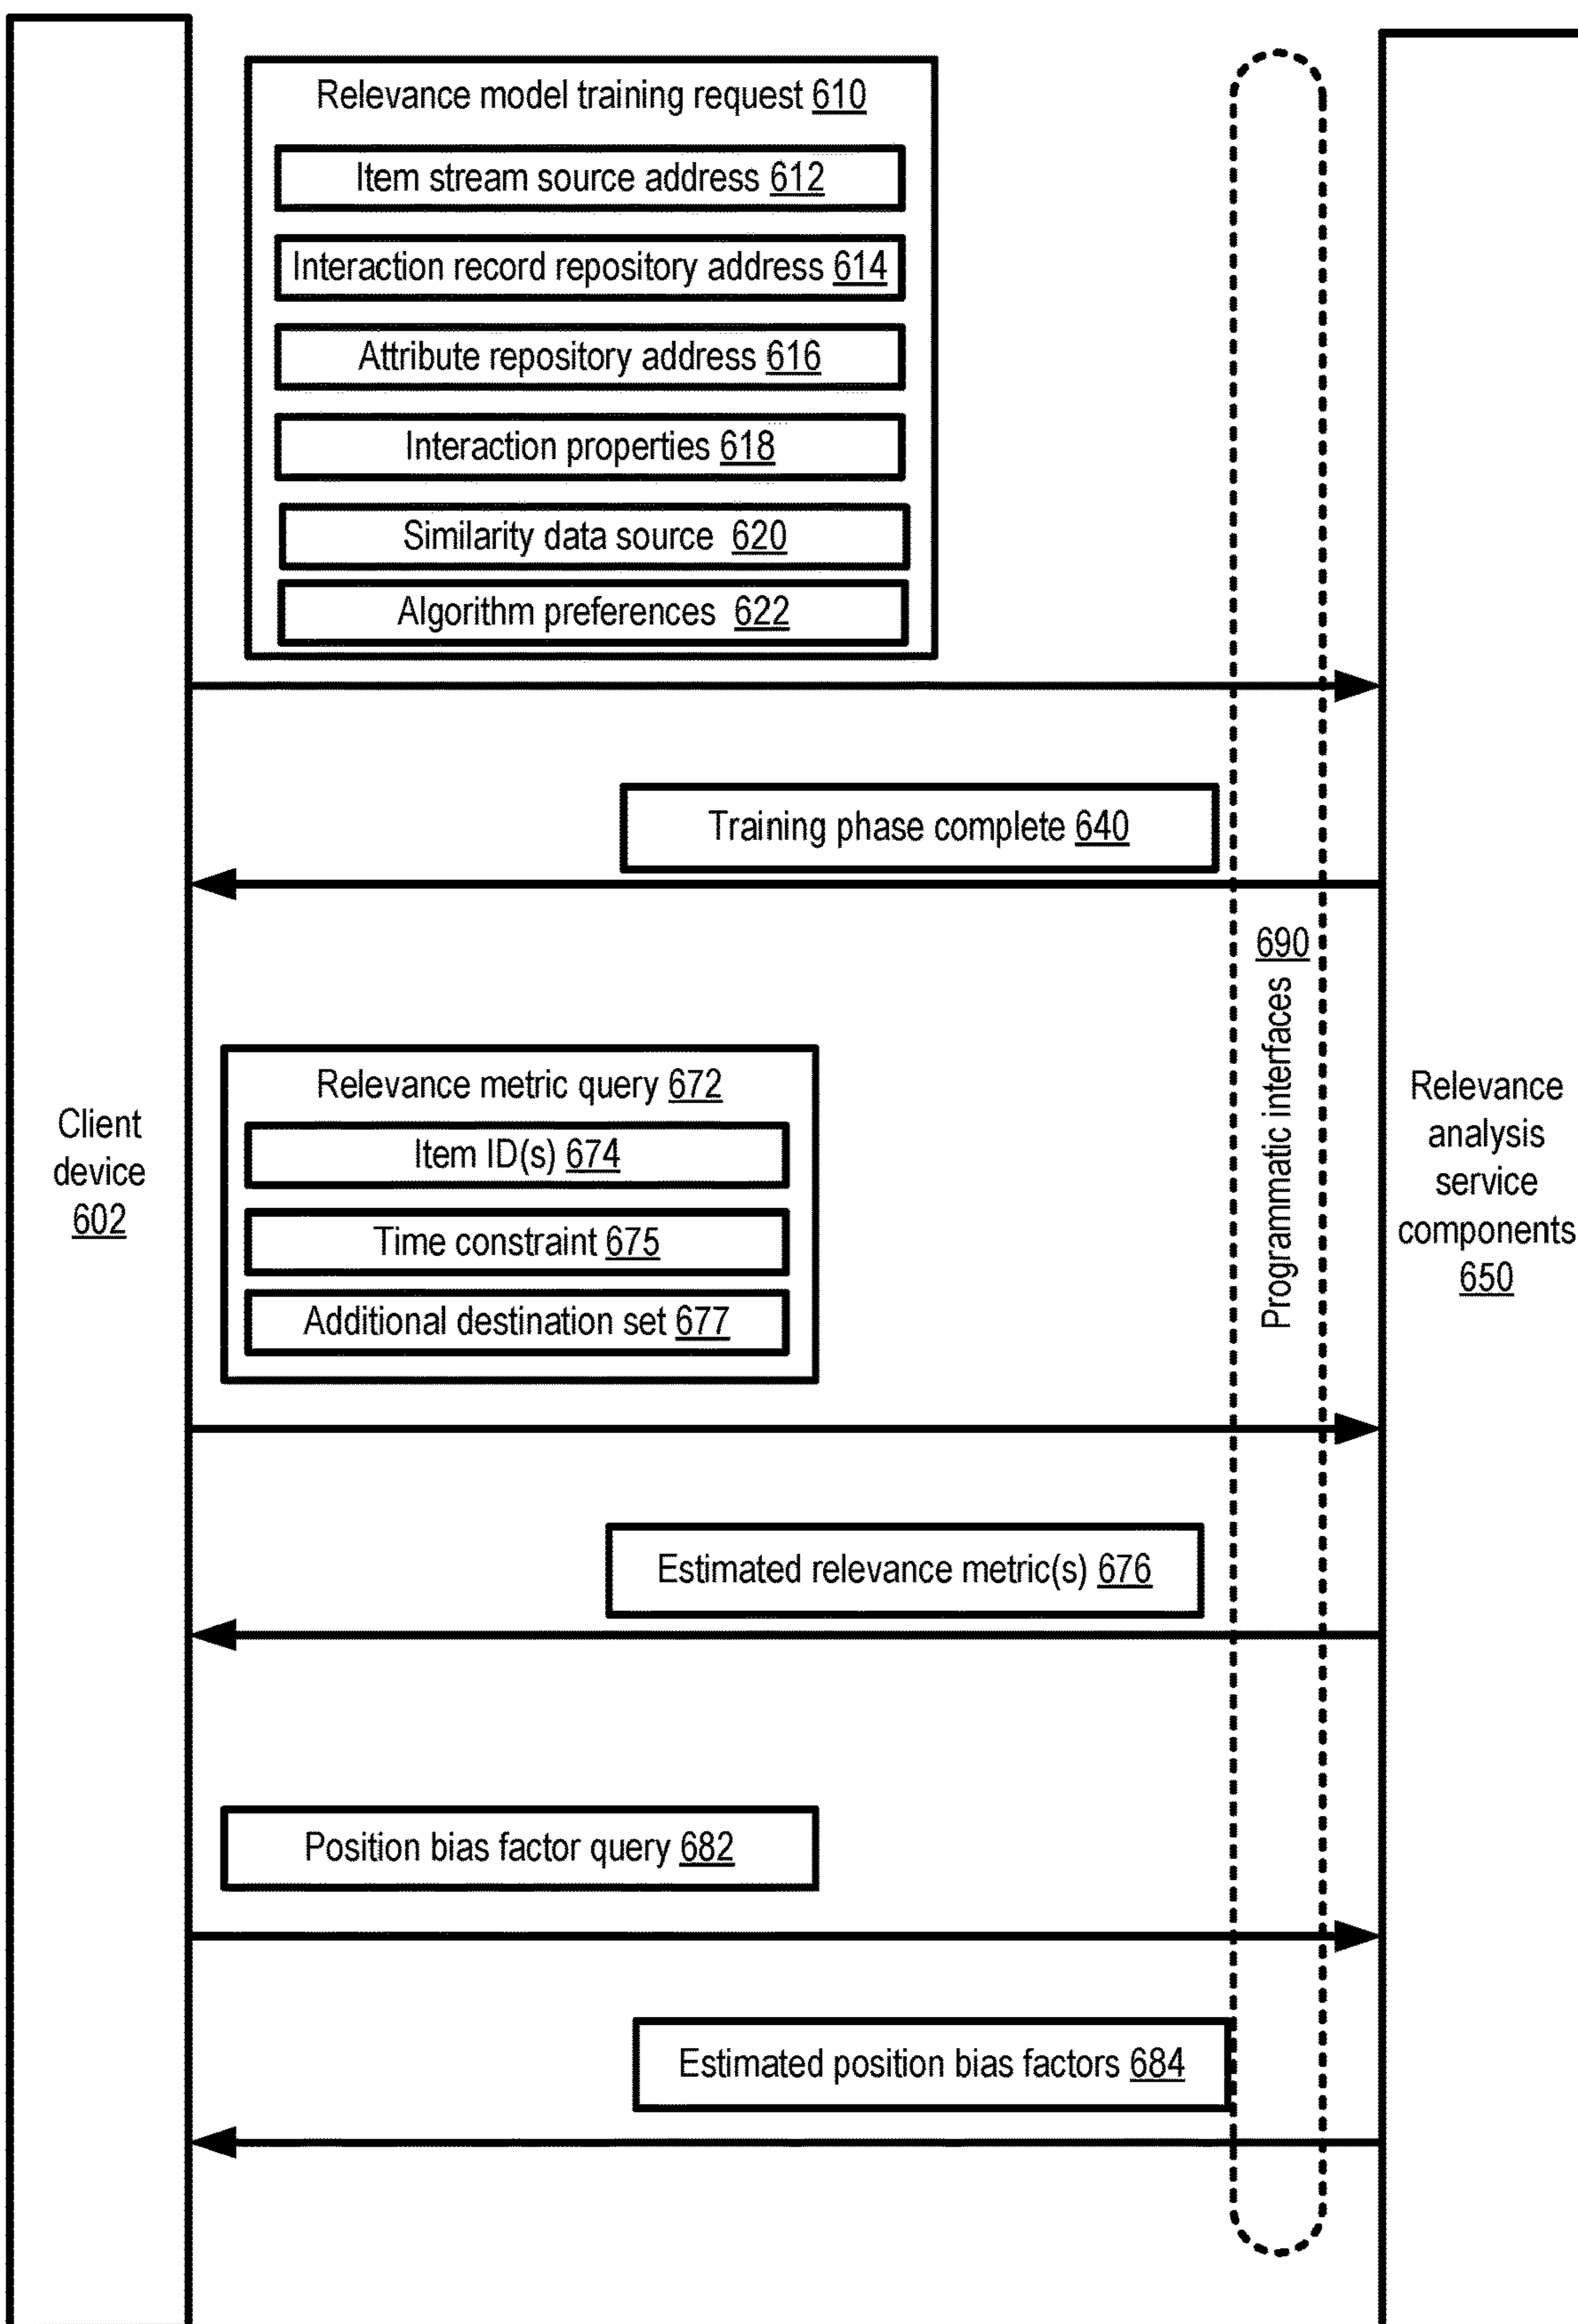 Relevance model training request 610
Item stream source address 612
Interaction record repository address 614
Attribute repository address 616
Interaction properties 618
Similarity data source 620
Algorithm preferences 622
Training phase complete 640
Programmatic interfaces 690
Relevance metric query 672
Item ID(s) 674
Time constraint 675
Additional destination set 677
Client
device
602
Relevance
analysis
service
components
650
Estimated relevance metric(s) 676
Position bias factor query 682
Estimated position bias factors 684